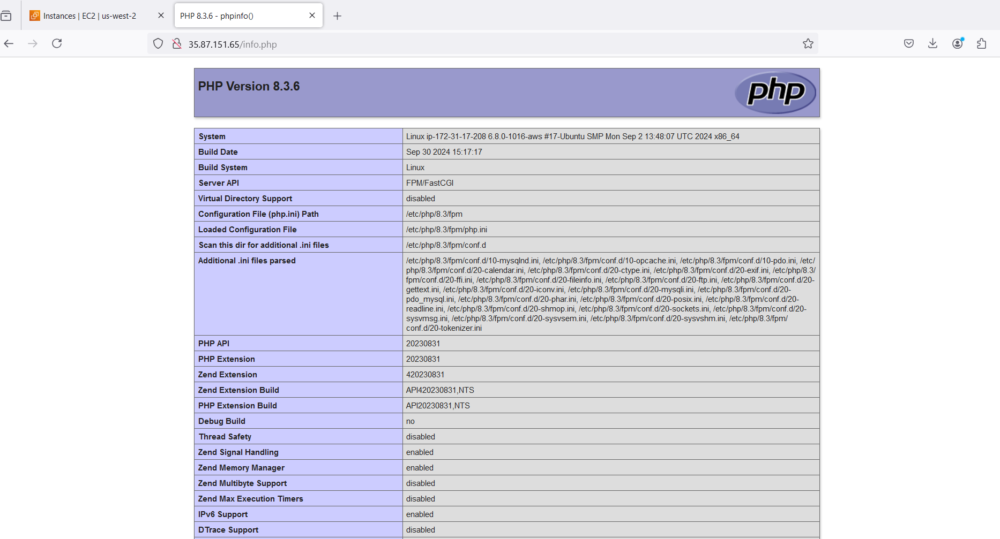 Instances | EC2 | us-west-2
PHP 8.3.6 - phpinfo()
35.87.151.65/info.php
PHP Version 8.3.6
php
System Linux ip-172-31-17-208 6.8.0-1016-aws #17-Ubuntu SMP Mon Sep 2 13:48:07 UTC 2024 x86_64
Build Date Sep 30 2024 15:17:17
Build System Linux
Server API FPM/FastCGI
Virtual Directory Support disabled
Configuration File (php.ini) Path /etc/php/8.3/fpm
Loaded Configuration File /etc/php/8.3/fpm/php.ini
Scan this dir for additional .ini files /etc/php/8.3/fpm/conf.d
Additional .ini files parsed /etc/php/8.3/fpm/conf.d/10-mysqlnd.ini, /etc/php/8.3/fpm/conf.d/10-opcache.ini, /etc/php/8.3/fpm/conf.d/10-pdo.ini, /etc/
php/8.3/fpm/conf.d/20-calendar.ini, /etc/php/8.3/fpm/conf.d/20-ctype.ini, /etc/php/8.3/fpm/conf.d/20-exif.ini, /etc/php/8.3/
fpm/conf.d/20-ffi.ini, /etc/php/8.3/fpm/conf.d/20-fileinfo.ini, /etc/php/8.3/fpm/conf.d/20-ftp.ini, /etc/php/8.3/fpm/conf.d/20-
gettext.ini, /etc/php/8.3/fpm/conf.d/20-iconv.ini, /etc/php/8.3/fpm/conf.d/20-mysqli.ini, /etc/php/8.3/fpm/conf.d/20-
pdo_mysql.ini, /etc/php/8.3/fpm/conf.d/20-phar.ini, /etc/php/8.3/fpm/conf.d/20-posix.ini, /etc/php/8.3/fpm/conf.d/20-
readline.ini, /etc/php/8.3/fpm/conf.d/20-shmop.ini, /etc/php/8.3/fpm/conf.d/20-sockets.ini, /etc/php/8.3/fpm/conf.d/20-
sysvmsg.ini, /etc/php/8.3/fpm/conf.d/20-sysvsem.ini, /etc/php/8.3/fpm/conf.d/20-sysvshm.ini, /etc/php/8.3/fpm/
conf.d/20-tokenizer.ini
PHP API 20230831
PHP Extension 20230831
Zend Extension 420230831
Zend Extension Build API420230831,NTS
PHP Extension Build API20230831,NTS
Debug Build no
Thread Safety disabled
Zend Signal Handling enabled
Zend Memory Manager enabled
Zend Multibyte Support disabled
Zend Max Execution Timers disabled
IPv6 Support enabled
DTrace Support disabled